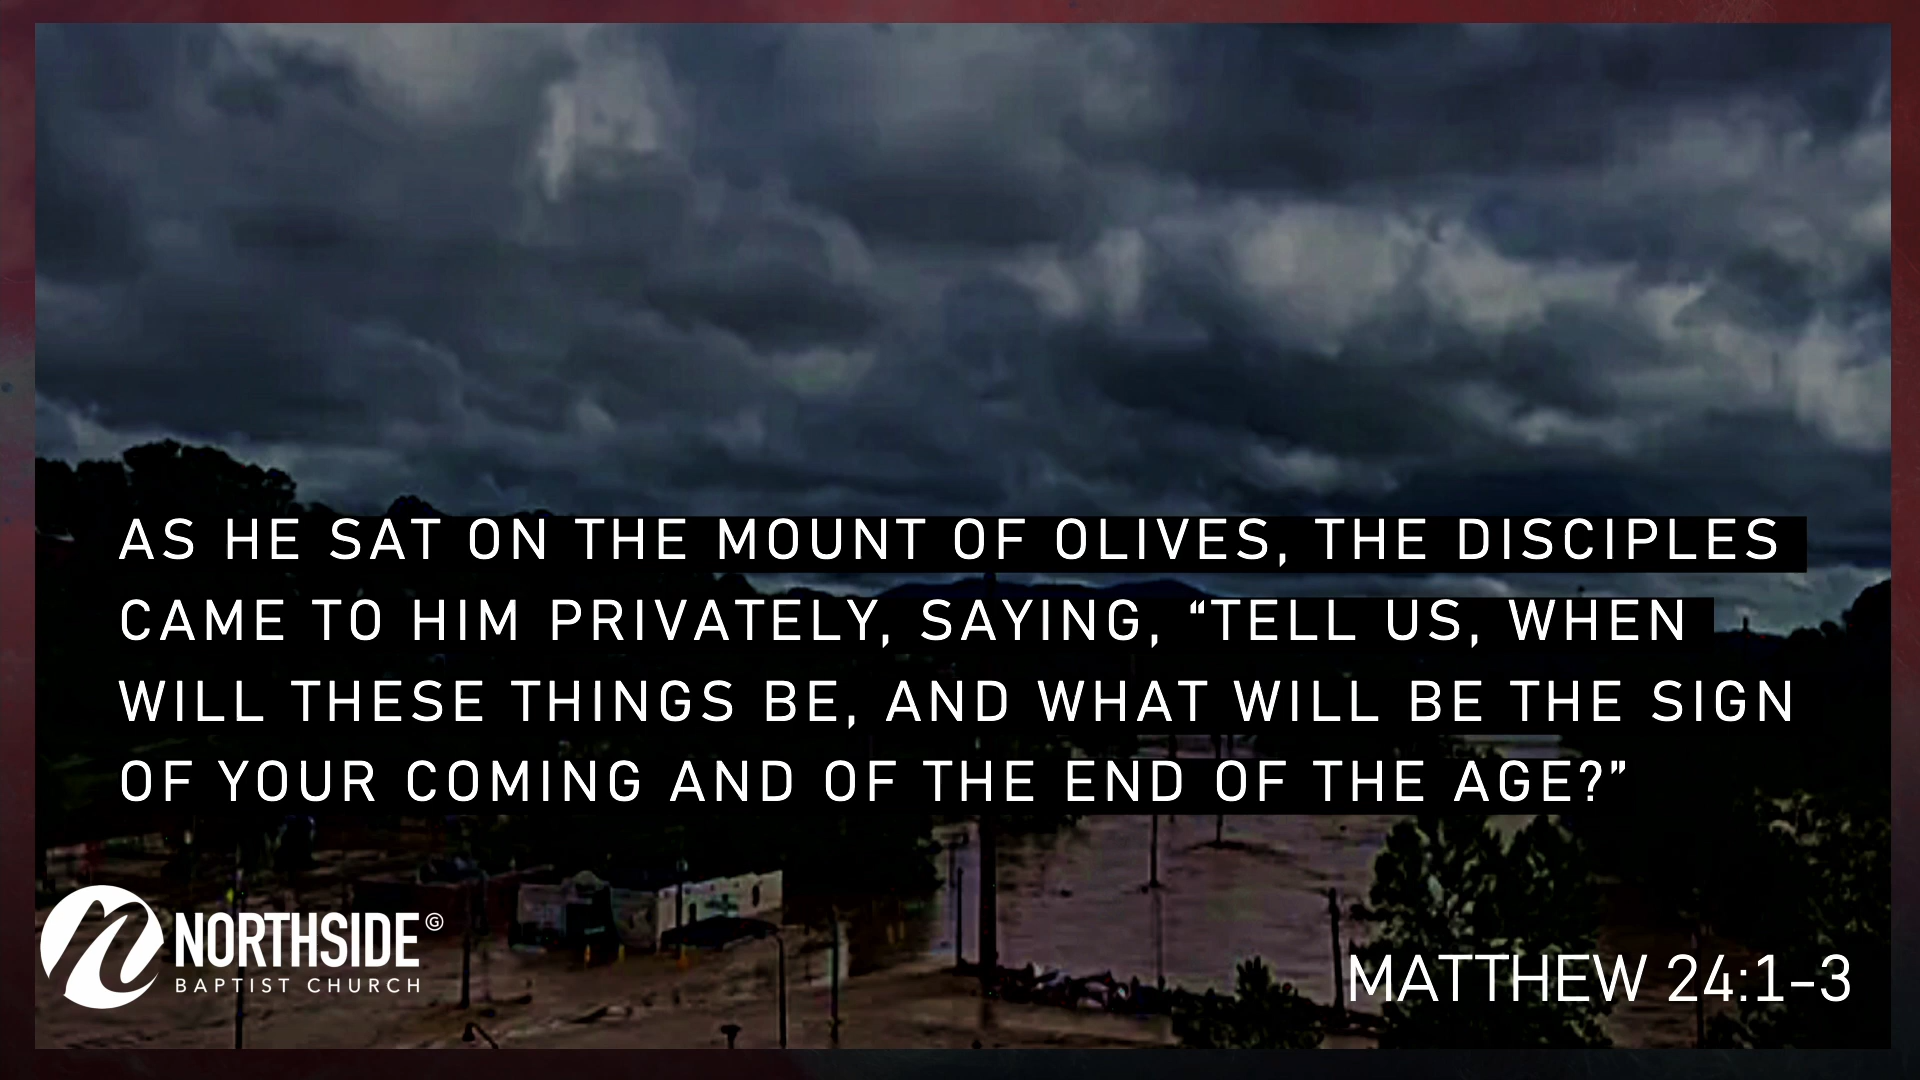 AS HE SAT ON THE MOUNT OF OLIVES, THE DISCIPLES
CAME TO HIM PRIVATELY, SAYING, “TELL US, WHEN
WILL THESE THINGS BE, AND WHAT WILL BE THE SIGN
OF YOUR COMING AND OF THE END OF THE AGE?”
NORTHSIDE G
BAPTIST CHURCH
MATTHEW 24:1–3